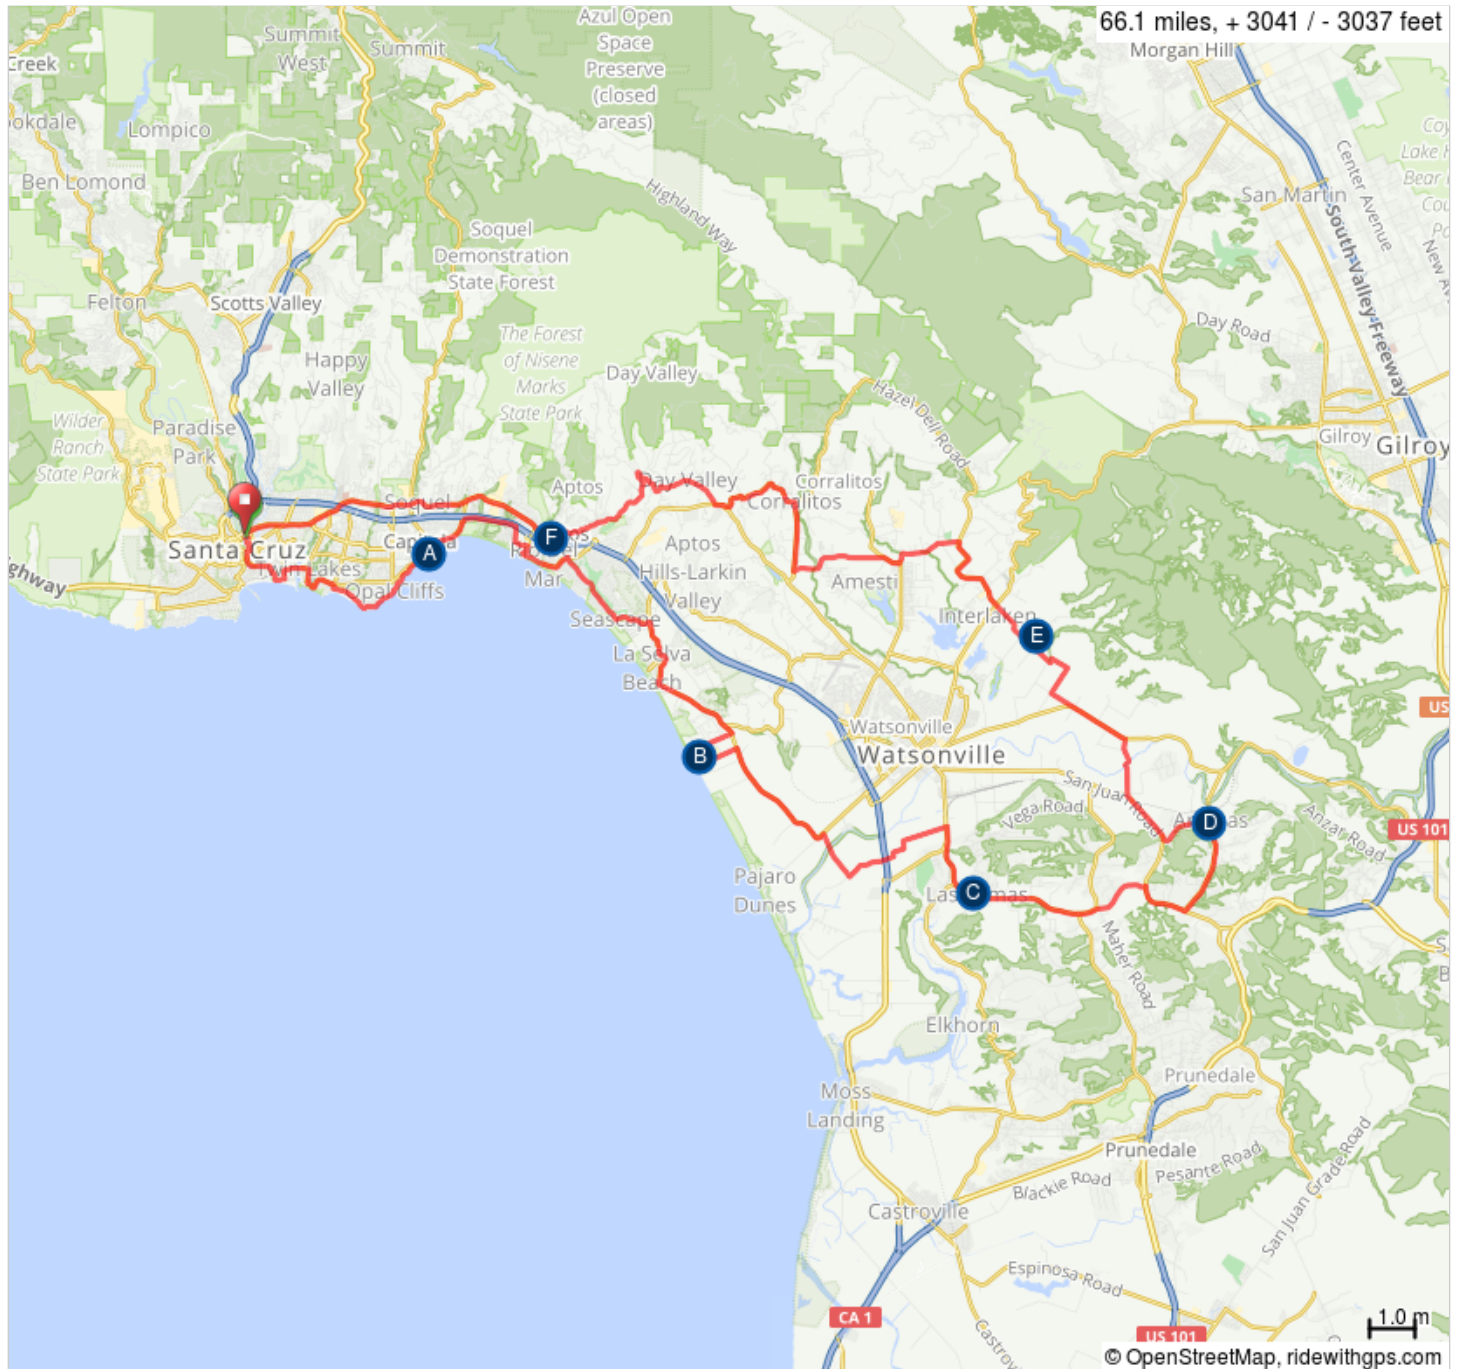 66.1 miles, + 3041 / - 3037 feet
Azul Open
Space
Preserve
(closed
areas)
Summit
West
Summit
Creek
Morgan Hill
Lompico
Ben Lomond
Center Avenue
San Martin
Highland Way
South Valley Freeway
Soquel
Demonstration
State Forest
Felton
Scotts Valley
Day Road
The Forest
of Nisene
Marks
State Park
Happy
Valley
Day Valley
Hazel Dell Road
Wilder
Ranch
State Park
Paradise
Park
Gilroy
Gilroy
Aptos
Day Valley
Corralitos
Corralitos
Soquel
Santa Cruz
F
A
Mar
Aptos
Hills-Larkin
Valley
Amesti
Twin Lakes
Opal Cliffs
Interlaken
Seascape
E
La Selva
Beach
US
Watsonville
Watsonville
B
San Juan Road
Vega Road
D
Anzar Road
US 101
Pajaro
Dunes
C
Maher Road
Elkhorn
Prunedale
Moss
Landing
Prunedale
Pesante Road
Blackie Road
San Juan Grade Road
Castroville
Espinosa Road
CA 1
US 101
1.0 m
© OpenStreetMap, ridewithgps.com